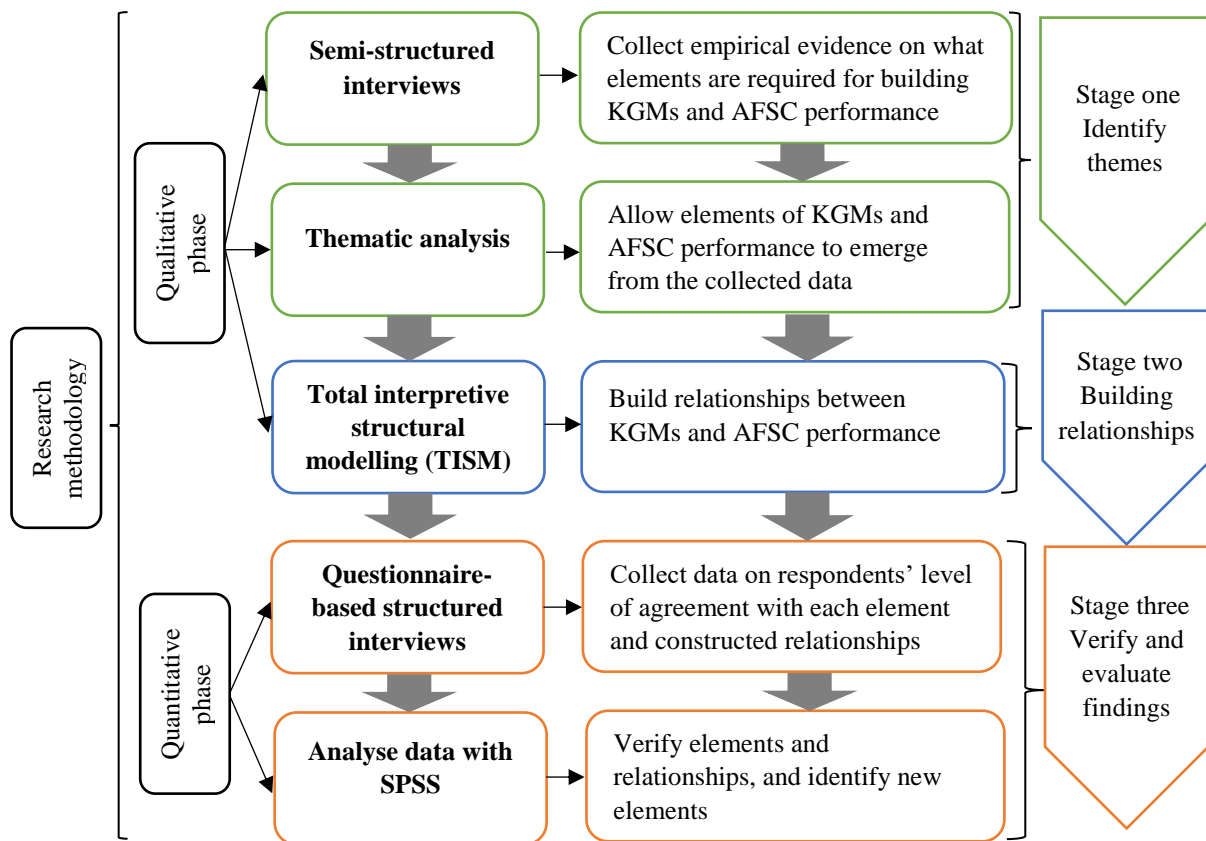 Research
methodology
Qualitative
phase
Semi-structured
interviews
Collect empirical evidence on what
elements are required for building
KGMs and AFSC performance
Stage one
Identify
themes
Thematic analysis
Allow elements of KGMs and
AFSC performance to emerge
from the collected data
Total interpretive
structural
modelling (TISM)
Build relationships between
KGMs and AFSC performance
Stage two
Building
relationships
Quantitative
phase
Questionnaire-
based structured
interviews
Collect data on respondents’ level
of agreement with each element
and constructed relationships
Stage three
Verify and
evaluate
findings
Analyse data with
SPSS
Verify elements and
relationships, and identify new
elements